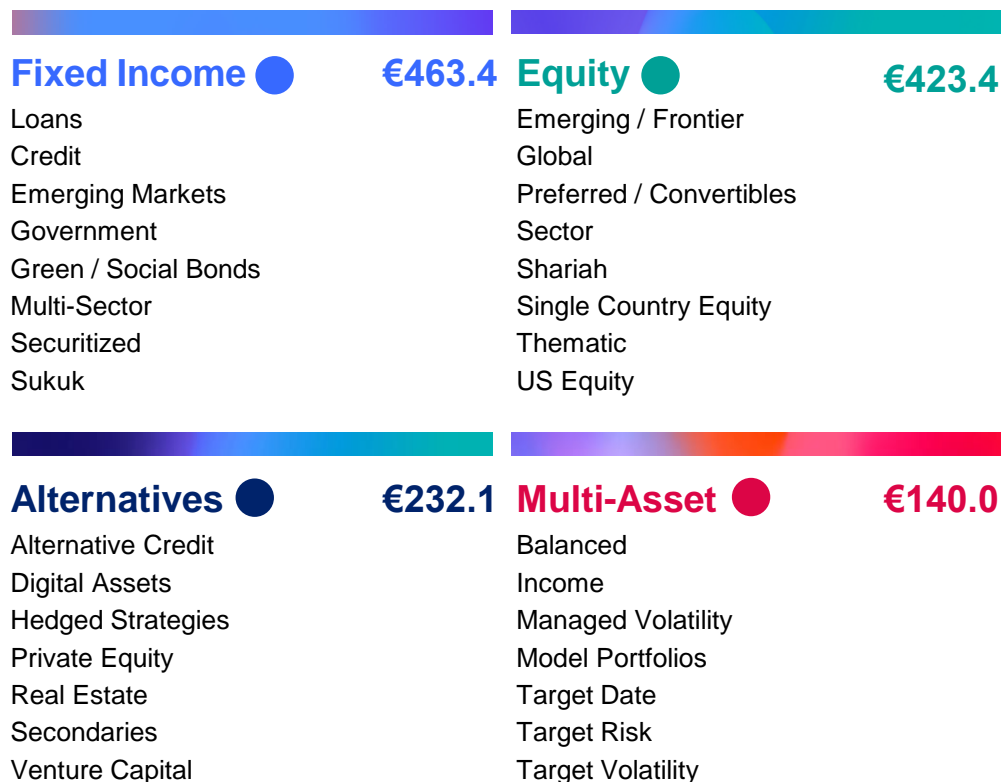 Fixed Income €463.4
Loans
Credit
Emerging Markets
Government
Green / Social Bonds
Multi-Sector
Securitized
Sukuk
Equity €423.4
Emerging / Frontier
Global
Preferred / Convertibles
Sector
Shariah
Single Country Equity
Thematic
US Equity
Alternatives €232.1
Alternative Credit
Digital Assets
Hedged Strategies
Private Equity
Real Estate
Secondaries
Venture Capital
Multi-Asset €140.0
Balanced
Income
Managed Volatility
Model Portfolios
Target Date
Target Risk
Target Volatility